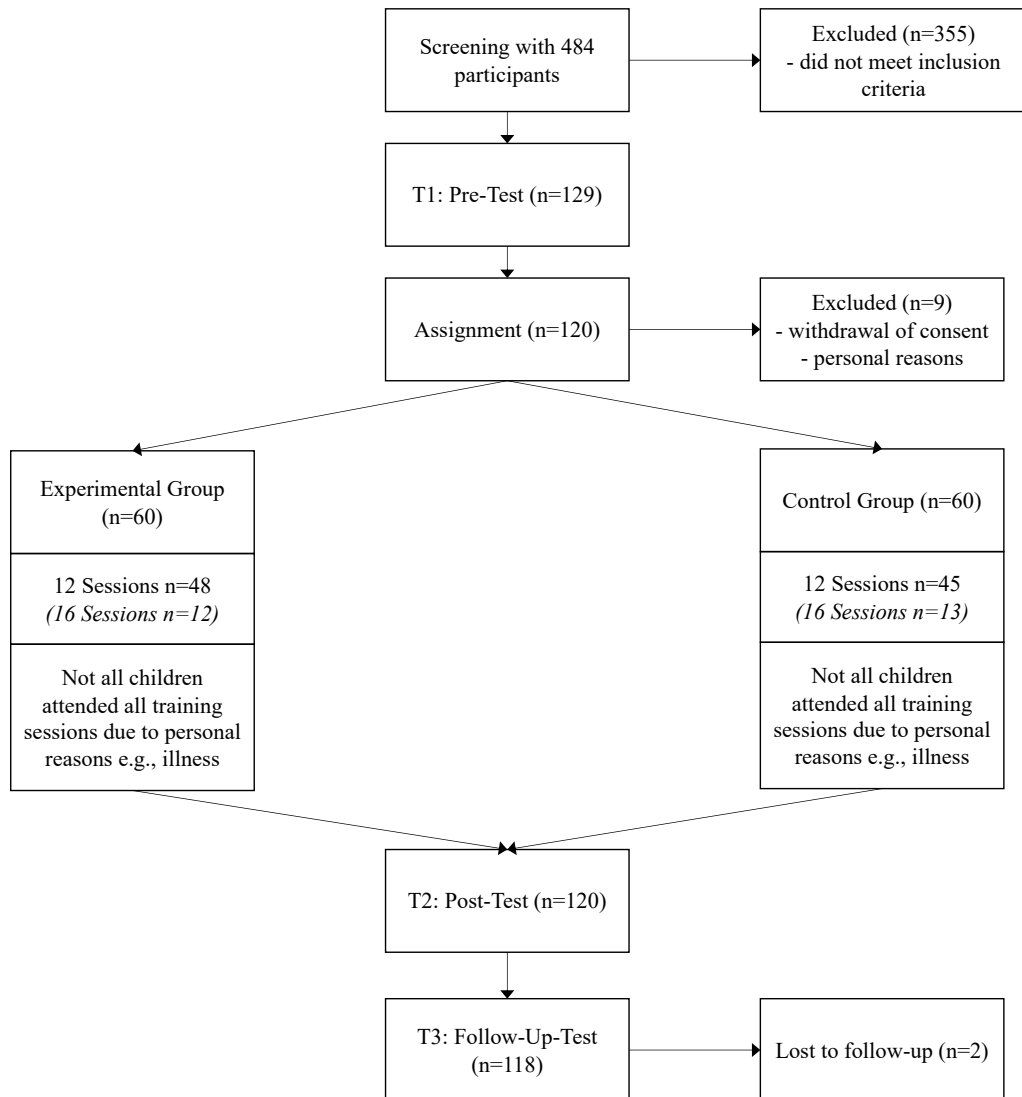 Screening with 484
participants
Excluded (n=355)
- did not meet inclusion
criteria
T1: Pre-Test (n=129)
Assignment (n=120)
Excluded (n=9)
- withdrawal of consent
- personal reasons
Experimental Group
(n=60)
12 Sessions n=48
(16 Sessions n=12)
Not all children
attended all training
sessions due to personal
reasons e.g., illness
Control Group (n=60)
12 Sessions n=45
(16 Sessions n=13)
Not all children
attended all training
sessions due to personal
reasons e.g., illness
T2: Post-Test (n=120)
T3: Follow-Up-Test
(n=118)
Lost to follow-up (n=2)